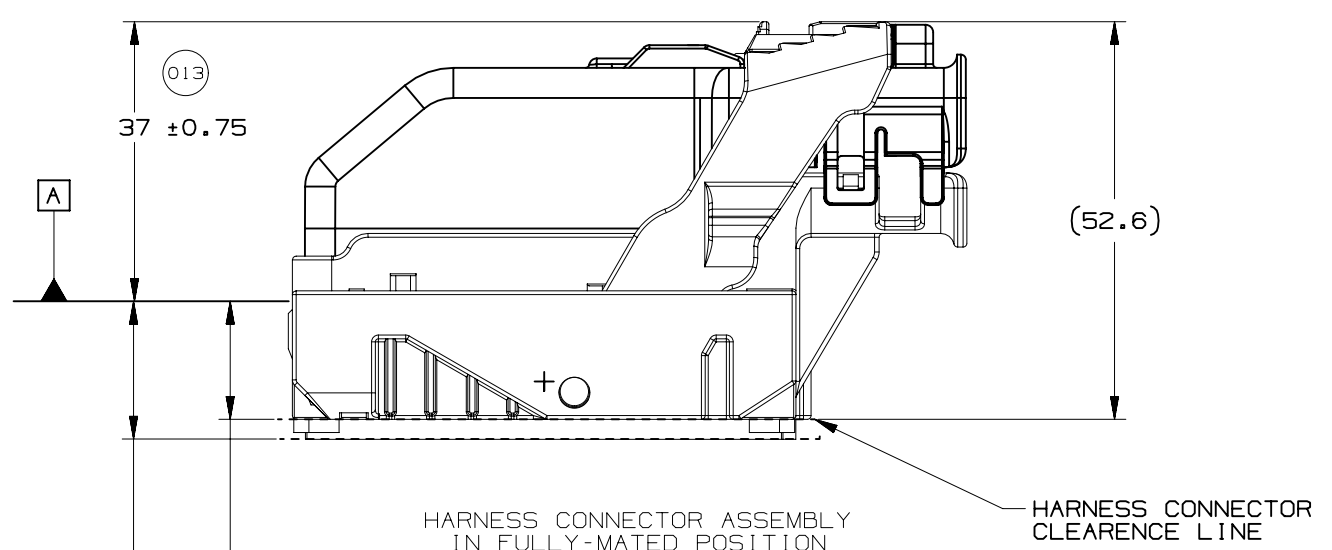 013
37 ±0.75
A
(52.6)
HARNESS CONNECTOR ASSEMBLY
IN FULLY-MATED POSITION
HARNESS CONNECTOR
CLEARENCE LINE